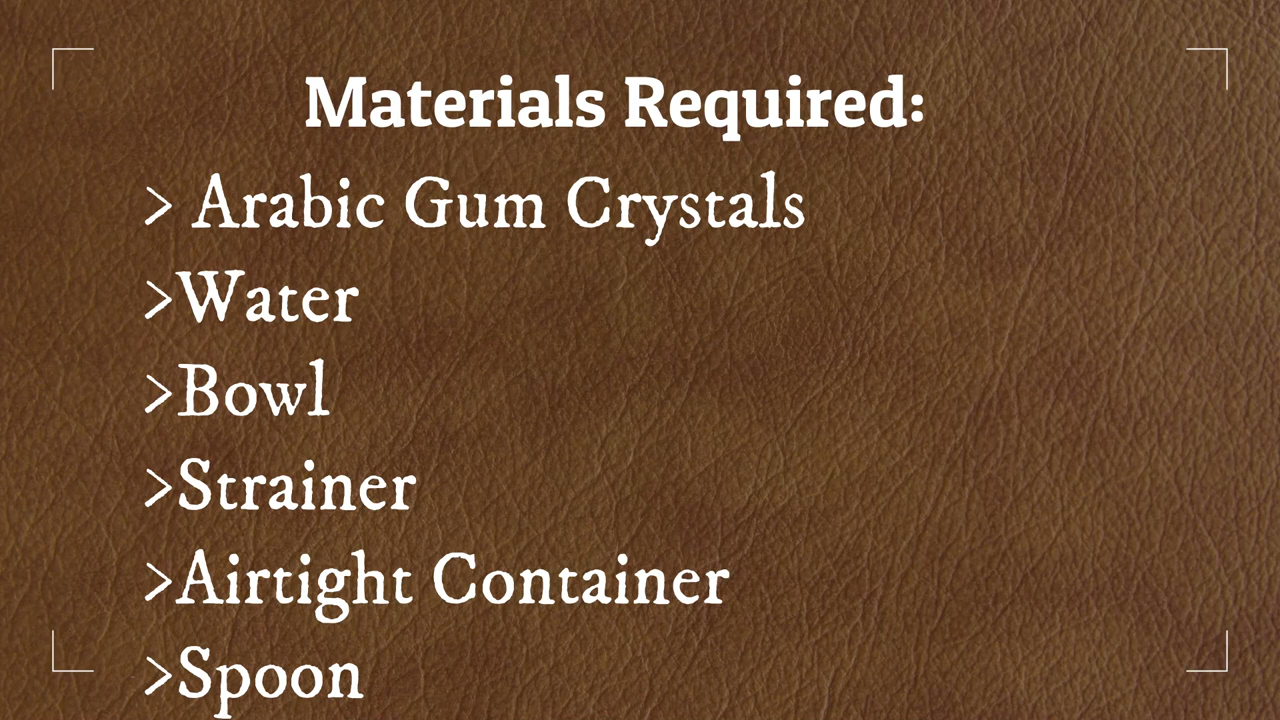 Materials Required:
> Arabic Gum Crystals
>Water
>Bowl
>Strainer
>Airtight Container
>Spoon